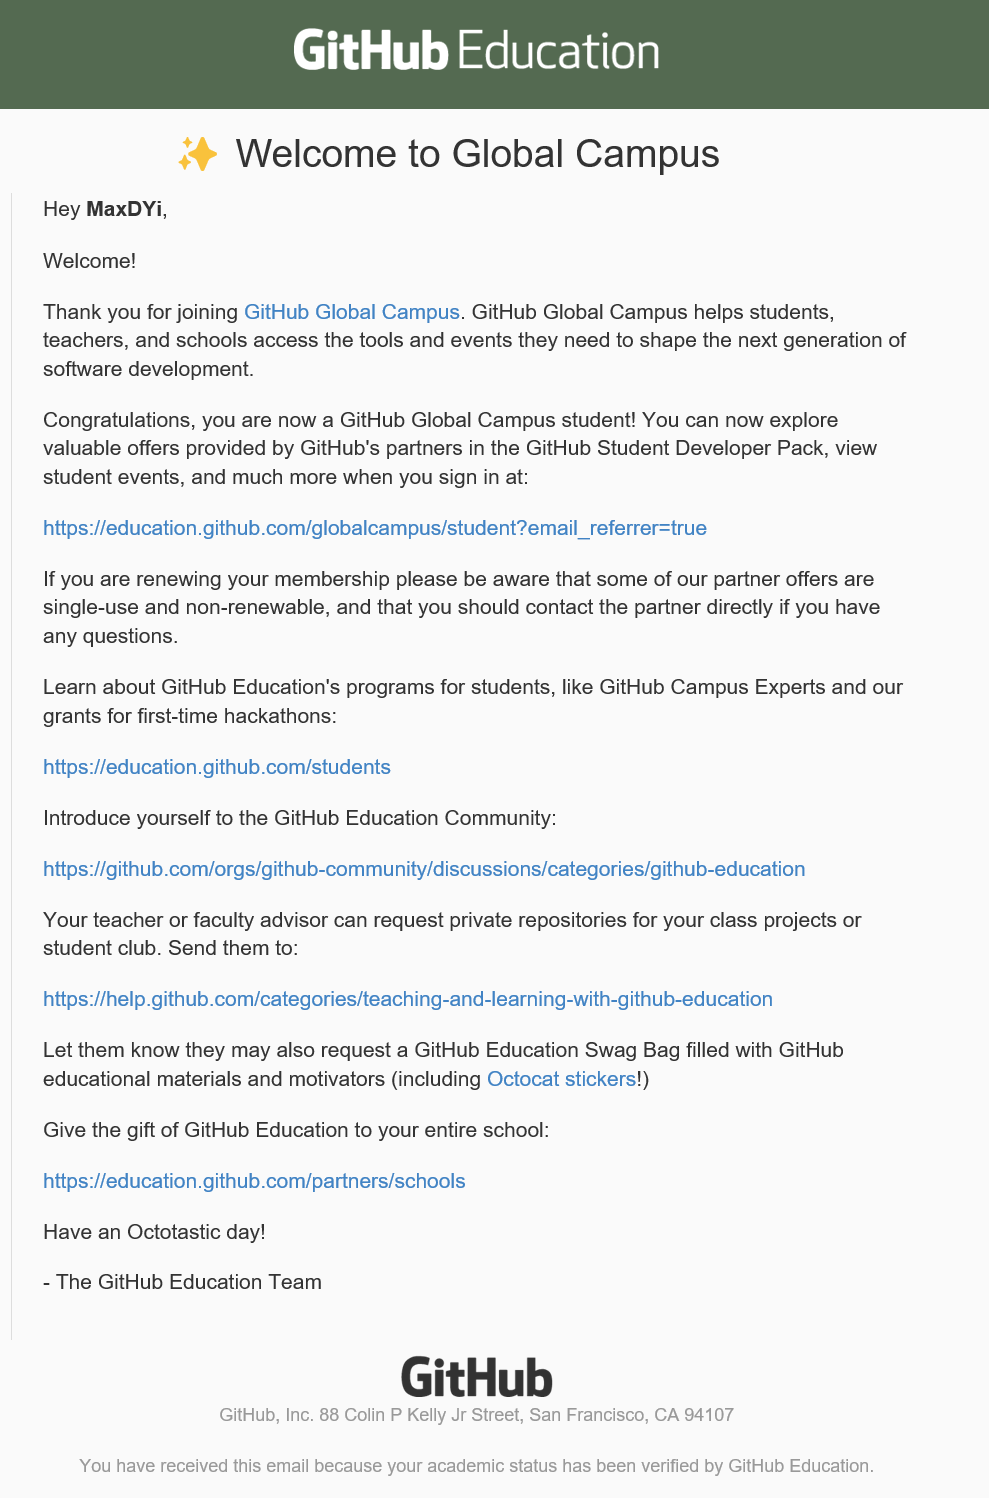 GitHub Education
✨ Welcome to Global Campus
Hey MaxDYi,
Welcome!
Thank you for joining GitHub Global Campus. GitHub Global Campus helps students,
teachers, and schools access the tools and events they need to shape the next generation of
software development.
Congratulations, you are now a GitHub Global Campus student! You can now explore
valuable offers provided by GitHub's partners in the GitHub Student Developer Pack, view
student events, and much more when you sign in at:
https://education.github.com/globalcampus/student?email_referrer=true
If you are renewing your membership please be aware that some of our partner offers are
single-use and non-renewable, and that you should contact the partner directly if you have
any questions.
Learn about GitHub Education's programs for students, like GitHub Campus Experts and our
grants for first-time hackathons:
https://education.github.com/students
Introduce yourself to the GitHub Education Community:
https://github.com/orgs/github-community/discussions/categories/github-education
Your teacher or faculty advisor can request private repositories for your class projects or
student club. Send them to:
https://help.github.com/categories/teaching-and-learning-with-github-education
Let them know they may also request a GitHub Education Swag Bag filled with GitHub
educational materials and motivators (including Octocat stickers!)
Give the gift of GitHub Education to your entire school:
https://education.github.com/partners/schools
Have an Octotastic day!
- The GitHub Education Team
GitHub
GitHub, Inc. 88 Colin P Kelly Jr Street, San Francisco, CA 94107
You have received this email because your academic status has been verified by GitHub Education.